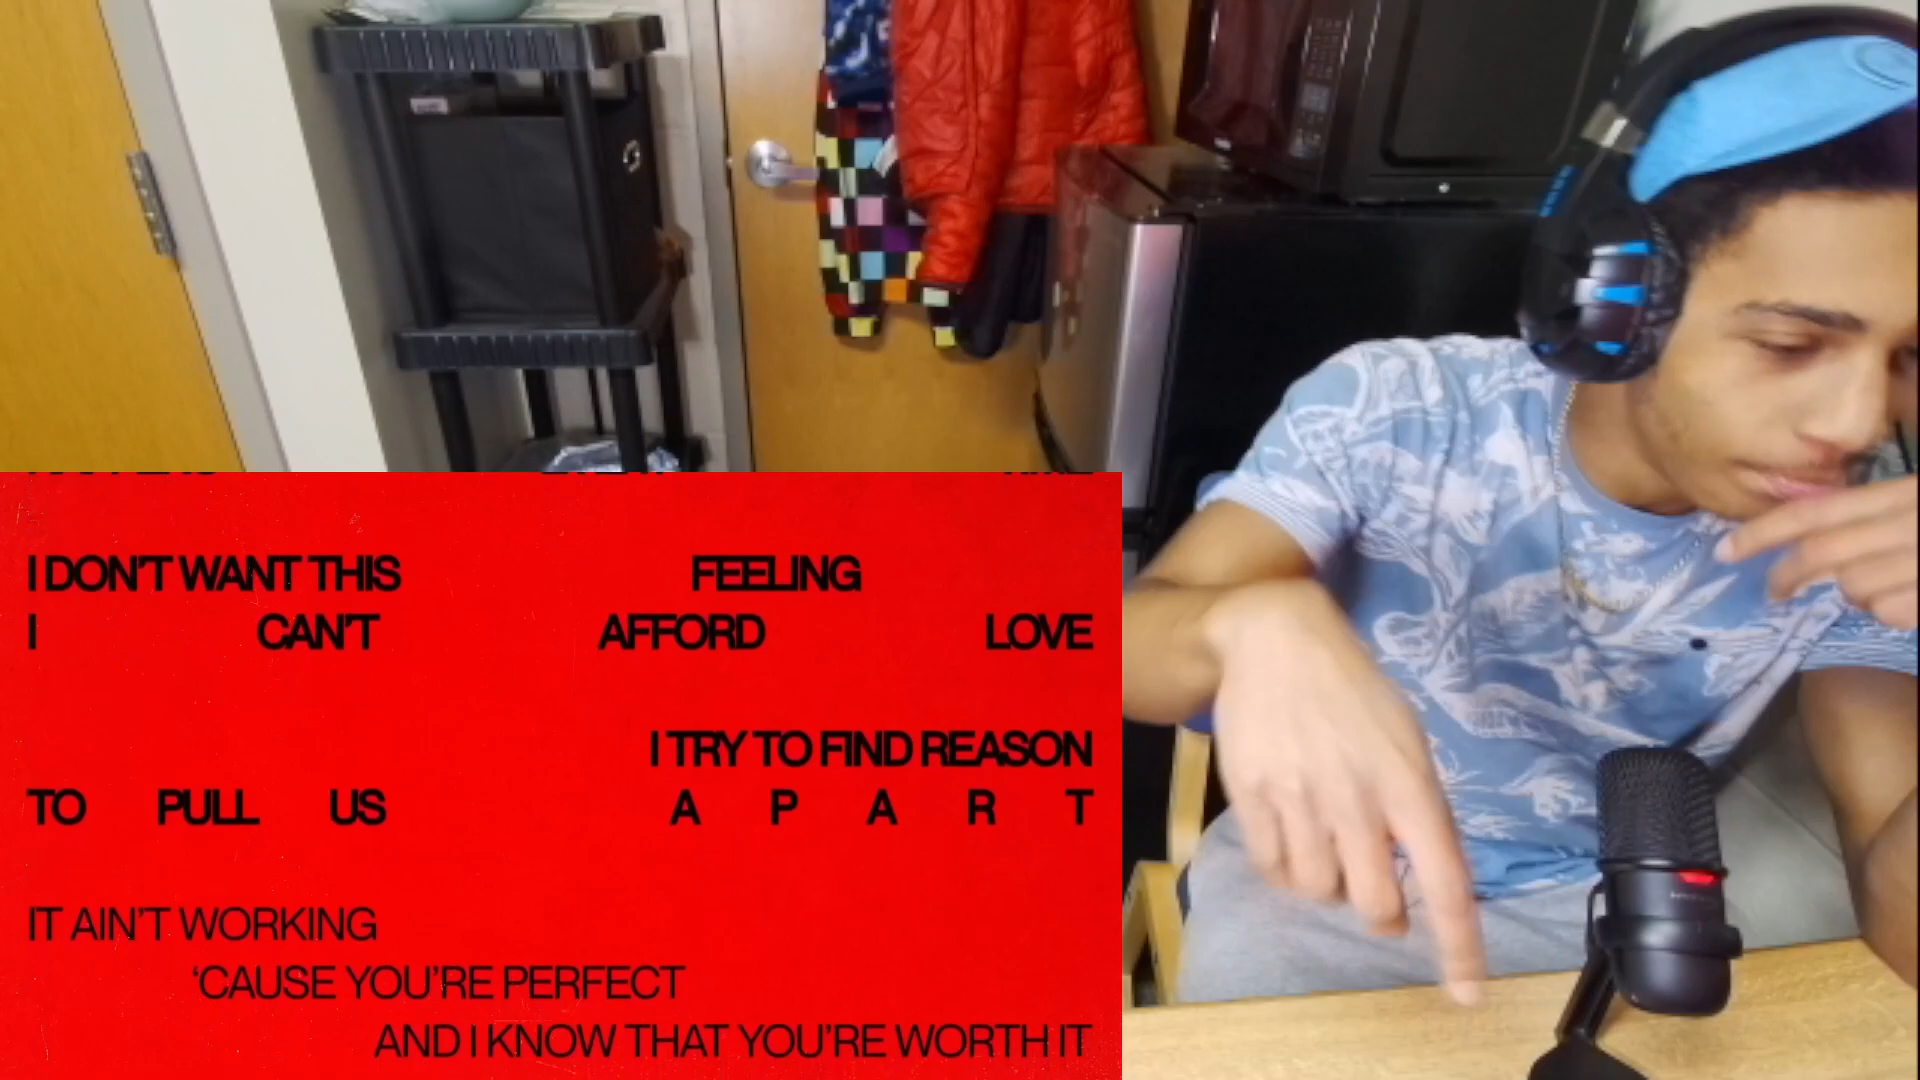 I DON'T WANT THIS FEELING
I CAN'T AFFORD LOVE
I TRY TO FIND REASON
TO PULL US A P A R T
IT AIN'T WORKING
‘CAUSE YOU'RE PERFECT
AND I KNOW THAT YOU'RE WORTH IT